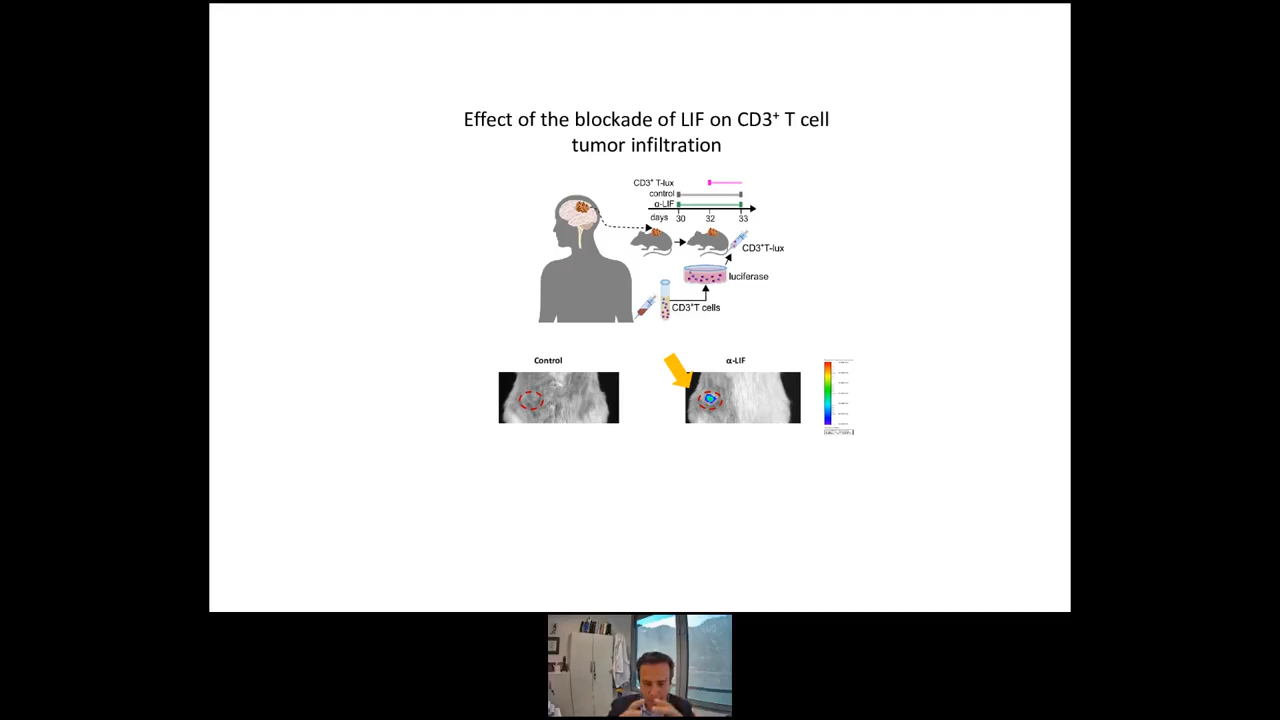 Effect of the blockade of LIF on CD3⁺ T cell
tumor infiltration
CD3⁺ T-lux
control
α-LIF
days 30 32 33
CD3⁺T-lux
luciferase
CD3⁺T cells
Control
α-LIF